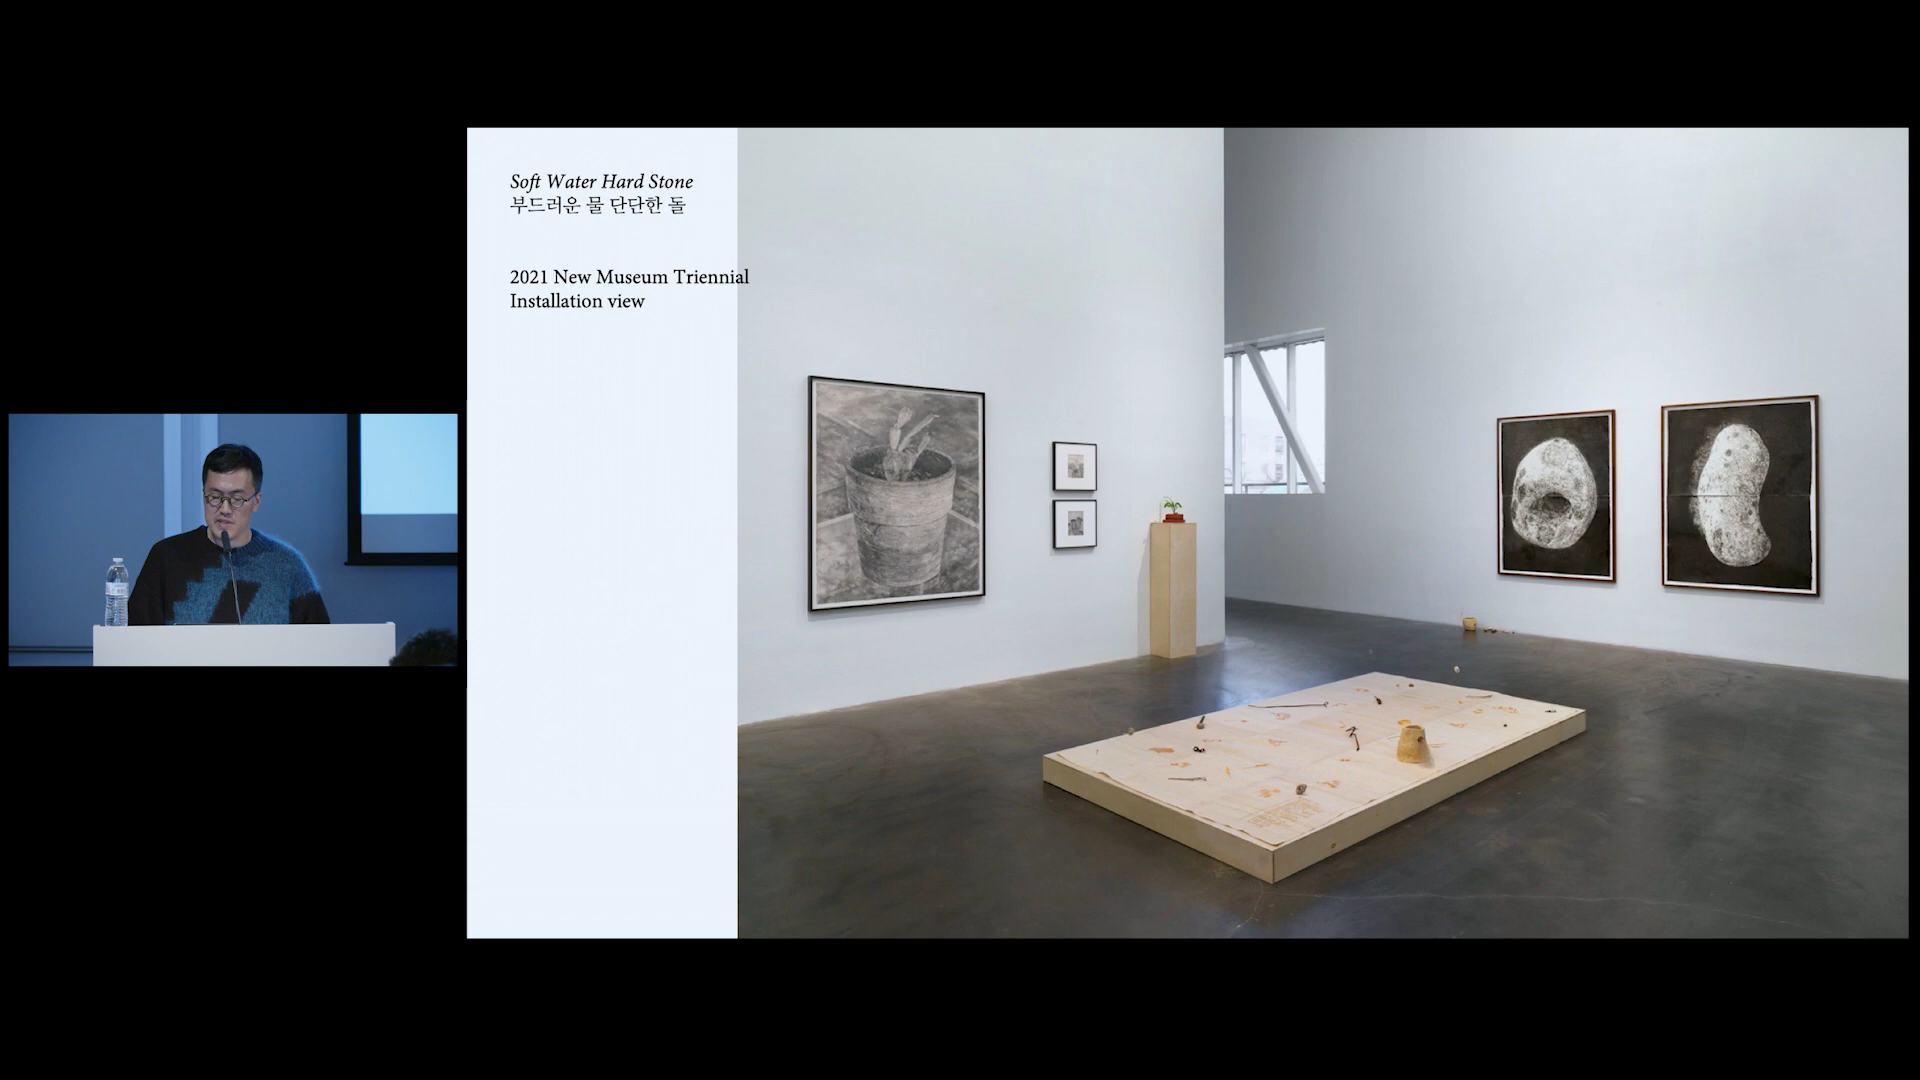 Soft Water Hard Stone
부드러운 물 단단한 돌
2021 New Museum Triennial
Installation view